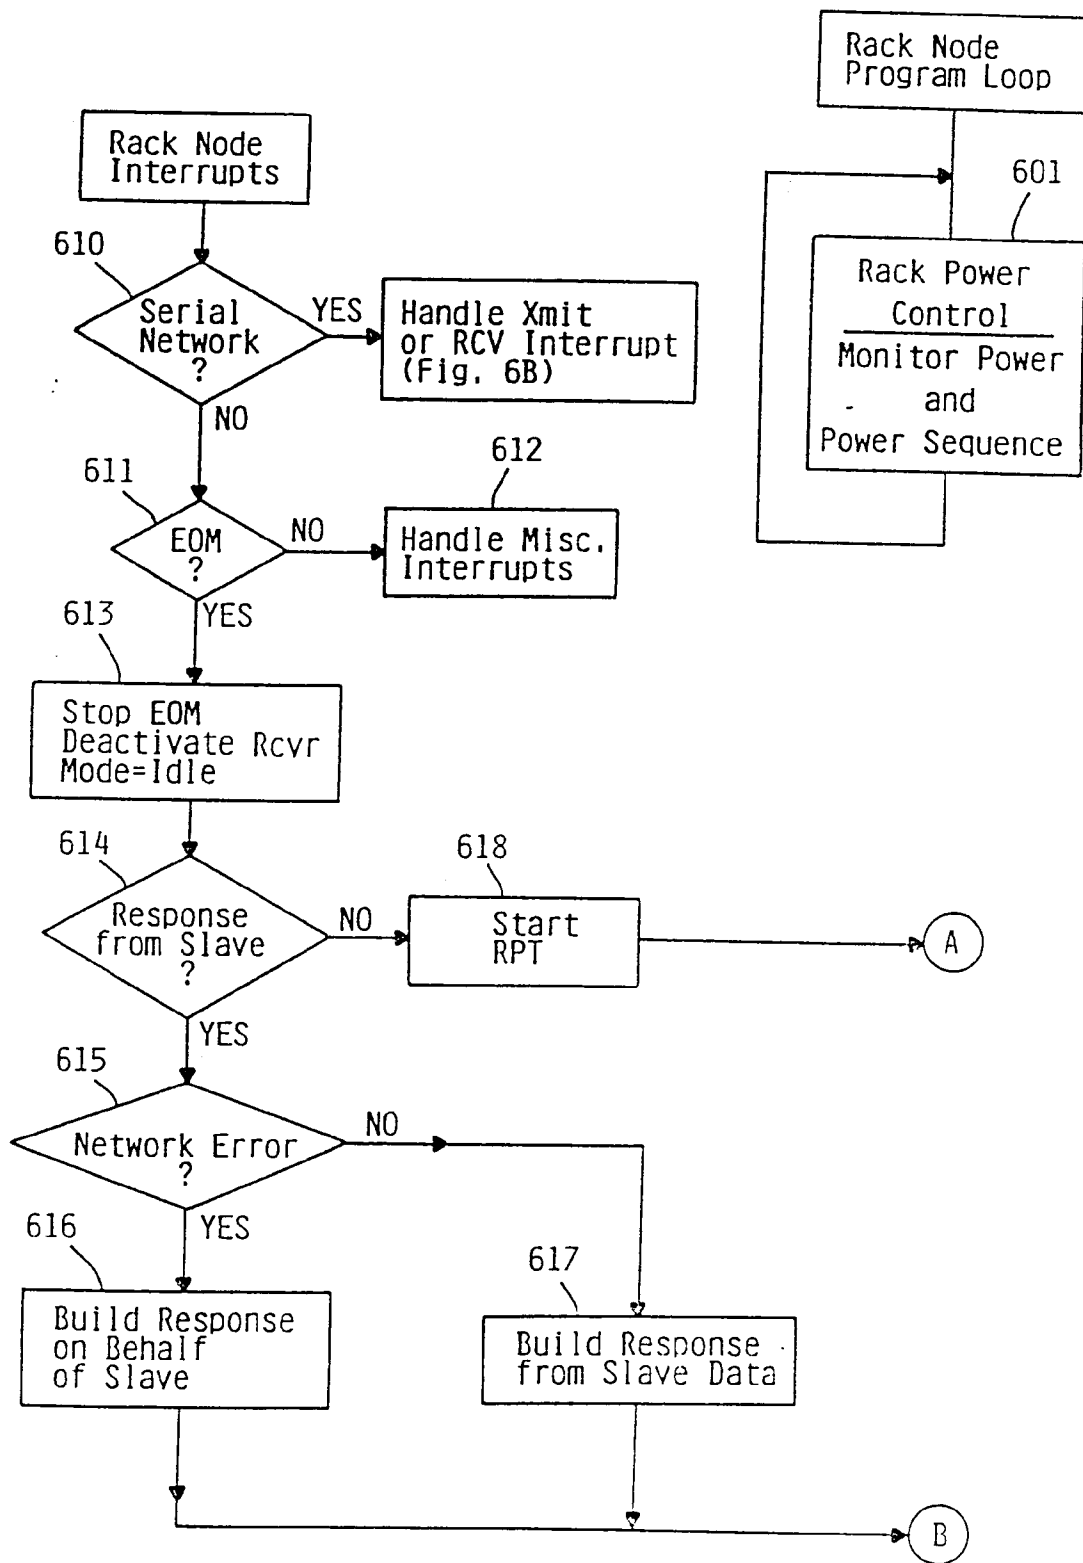 Rack Node
Program Loop
601
Rack Power
Control
Monitor Power
and
Power Sequence
Rack Node
Interrupts
610
Serial
Network
?
YES
NO
Handle Xmit
or RCV Interrupt
(Fig. 6B)
611
EOM
?
NO
YES
612
Handle Misc.
Interrupts
613
Stop EOM
Deactivate Rcvr
Mode=Idle
614
Response
from Slave
?
NO
YES
618
Start
RPT
A
615
Network Error
?
NO
YES
616
Build Response
on Behalf
of Slave
617
Build Response
from Slave Data
B